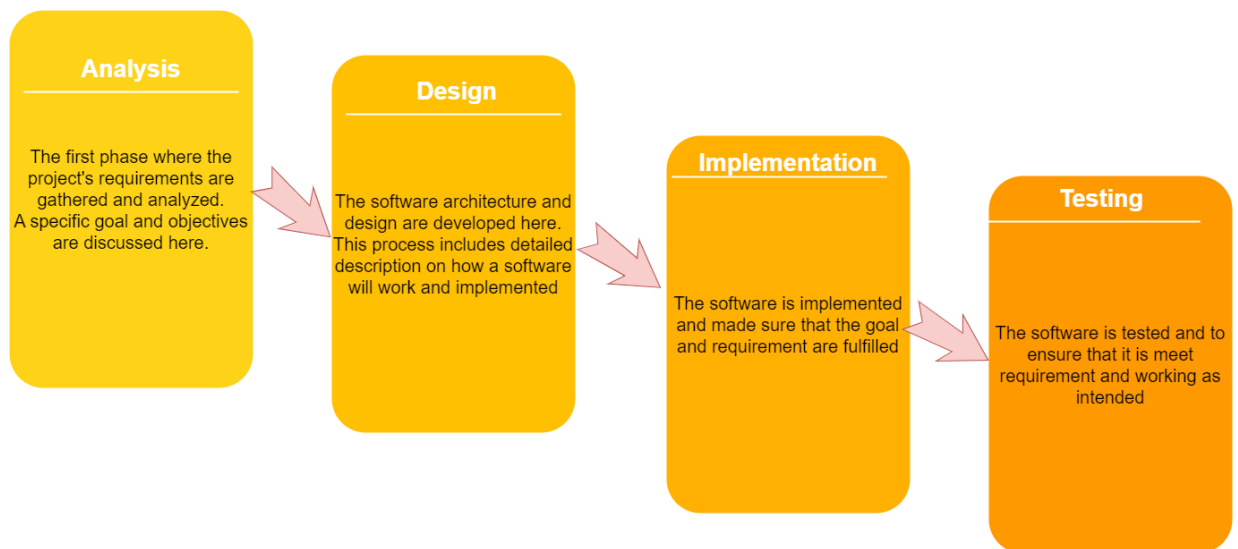 Analysis
The first phase where the
project's requirements are
gathered and analyzed.
A specific goal and objectives
are discussed here.
Design
The software architecture and
design are developed here.
This process includes detailed
description on how a software
will work and implemented
Implementation
The software is implemented
and made sure that the goal
and requirement are fulfilled
Testing
The software is tested and to
ensure that it is meet
requirement and working as
intended